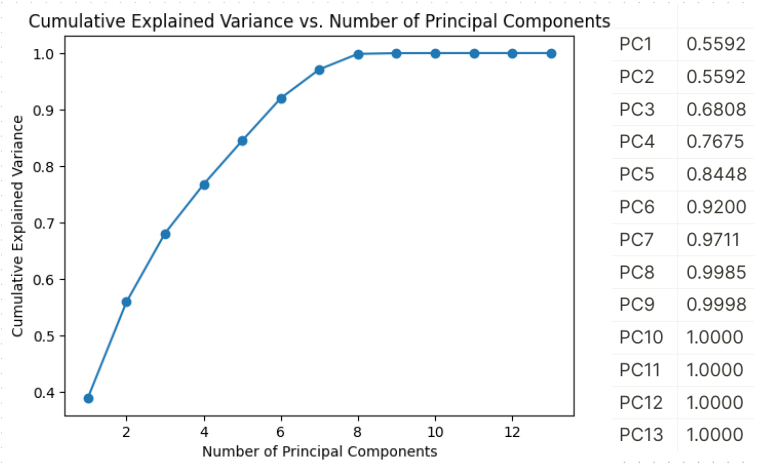 Cumulative Explained Variance vs. Number of Principal Components
1.0
0.9
0.8
0.7
0.6
0.5
0.4
Cumulative Explained Variance
2 4 6 8 10 12
Number of Principal Components
PC1 0.5592
PC2 0.5592
PC3 0.6808
PC4 0.7675
PC5 0.8448
PC6 0.9200
PC7 0.9711
PC8 0.9985
PC9 0.9998
PC10 1.0000
PC11 1.0000
PC12 1.0000
PC13 1.0000